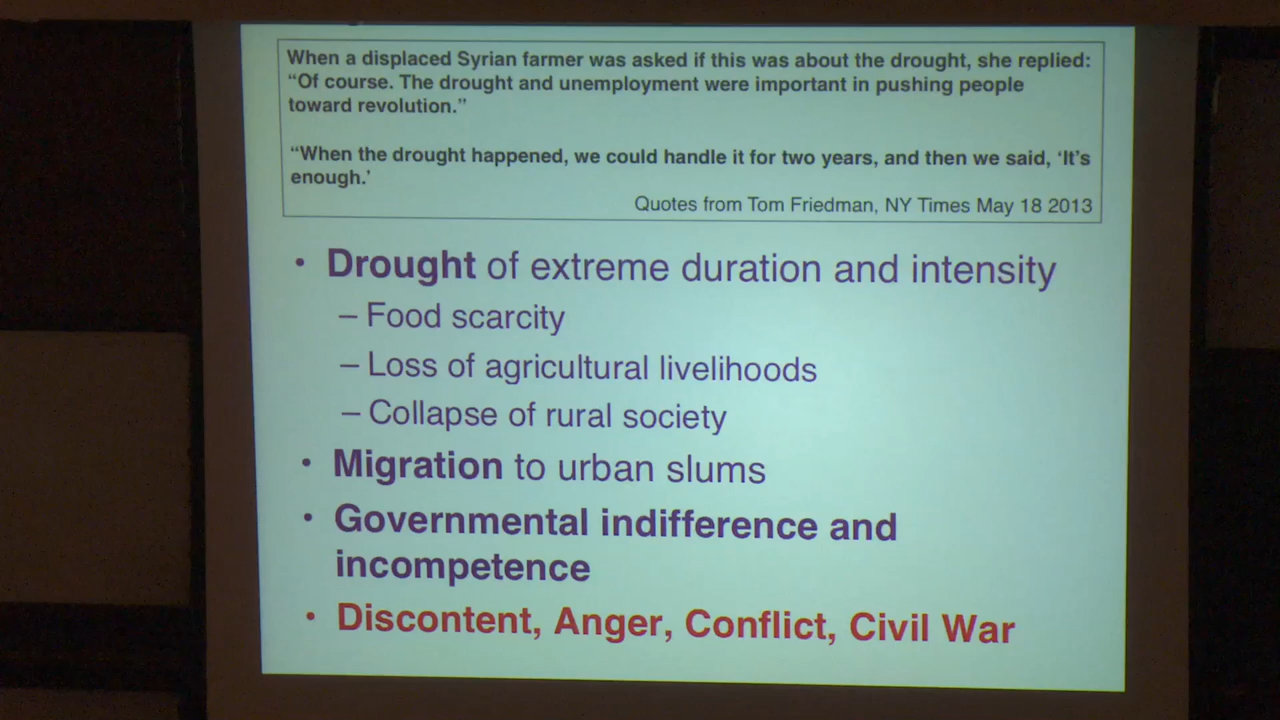 When a displaced Syrian farmer was asked if this was about the drought, she replied:
“Of course. The drought and unemployment were important in pushing people
toward revolution.”
“When the drought happened, we could handle it for two years, and then we said, ‘It’s
enough.’
Quotes from Tom Friedman, NY Times May 18 2013
• Drought of extreme duration and intensity
– Food scarcity
– Loss of agricultural livelihoods
– Collapse of rural society
• Migration to urban slums
• Governmental indifference and
incompetence
• Discontent, Anger, Conflict, Civil War